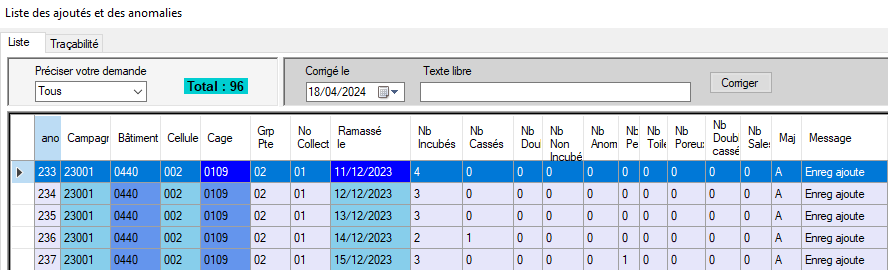 Liste des ajoutés et des anomalies
Liste Traçabilité
Préciser votre demande Corrigé le Texte libre
Tous Total : 96 18/04/2024 Corriger
ano Campagn Bâtiment Cellule Cage Grp Pte No Collect Ramassé le Nb Incubés Nb Cassés Nb Doul Nb Non Incubé Nb Anom Nb Pe Nb Toile Nb Poreux Nb Doubl cassé Nb Sales Maj Message
233 23001 0440 002 0109 02 01 11/12/2023 4 0 0 0 0 0 0 0 0 0 A Enreg ajoute
234 23001 0440 002 0109 02 01 12/12/2023 3 0 0 0 0 0 0 0 0 0 A Enreg ajoute
235 23001 0440 002 0109 02 01 13/12/2023 3 0 0 0 0 0 0 0 0 0 A Enreg ajoute
236 23001 0440 002 0109 02 01 14/12/2023 2 1 0 0 0 0 0 0 0 0 A Enreg ajoute
237 23001 0440 002 0109 02 01 15/12/2023 3 0 0 0 0 1 0 0 0 0 A Enreg ajoute